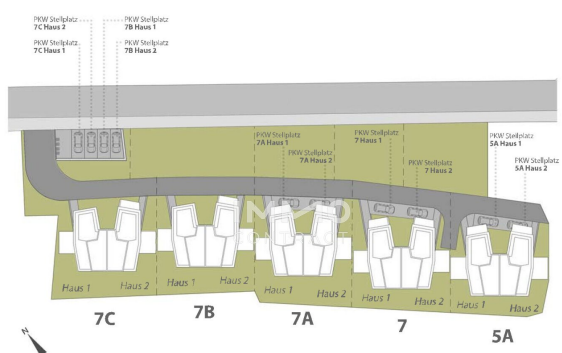 PKW Stellplatz
7C Haus 2
PKW Stellplatz
7B Haus 1
PKW Stellplatz
7C Haus 1
PKW Stellplatz
7B Haus 2
PKW Stellplatz
7A Haus 1
PKW Stellplatz
7A Haus 2
PKW Stellplatz
7 Haus 1
PKW Stellplatz
7 Haus 2
PKW Stellplatz
5A Haus 1
PKW Stellplatz
5A Haus 2
CONTRACT
Haus 1
Haus 2
Haus 1
Haus 2
Haus 1
Haus 2
Haus 1
Haus 2
Haus 1
Haus 2
7C
7B
7A
7
5A
N